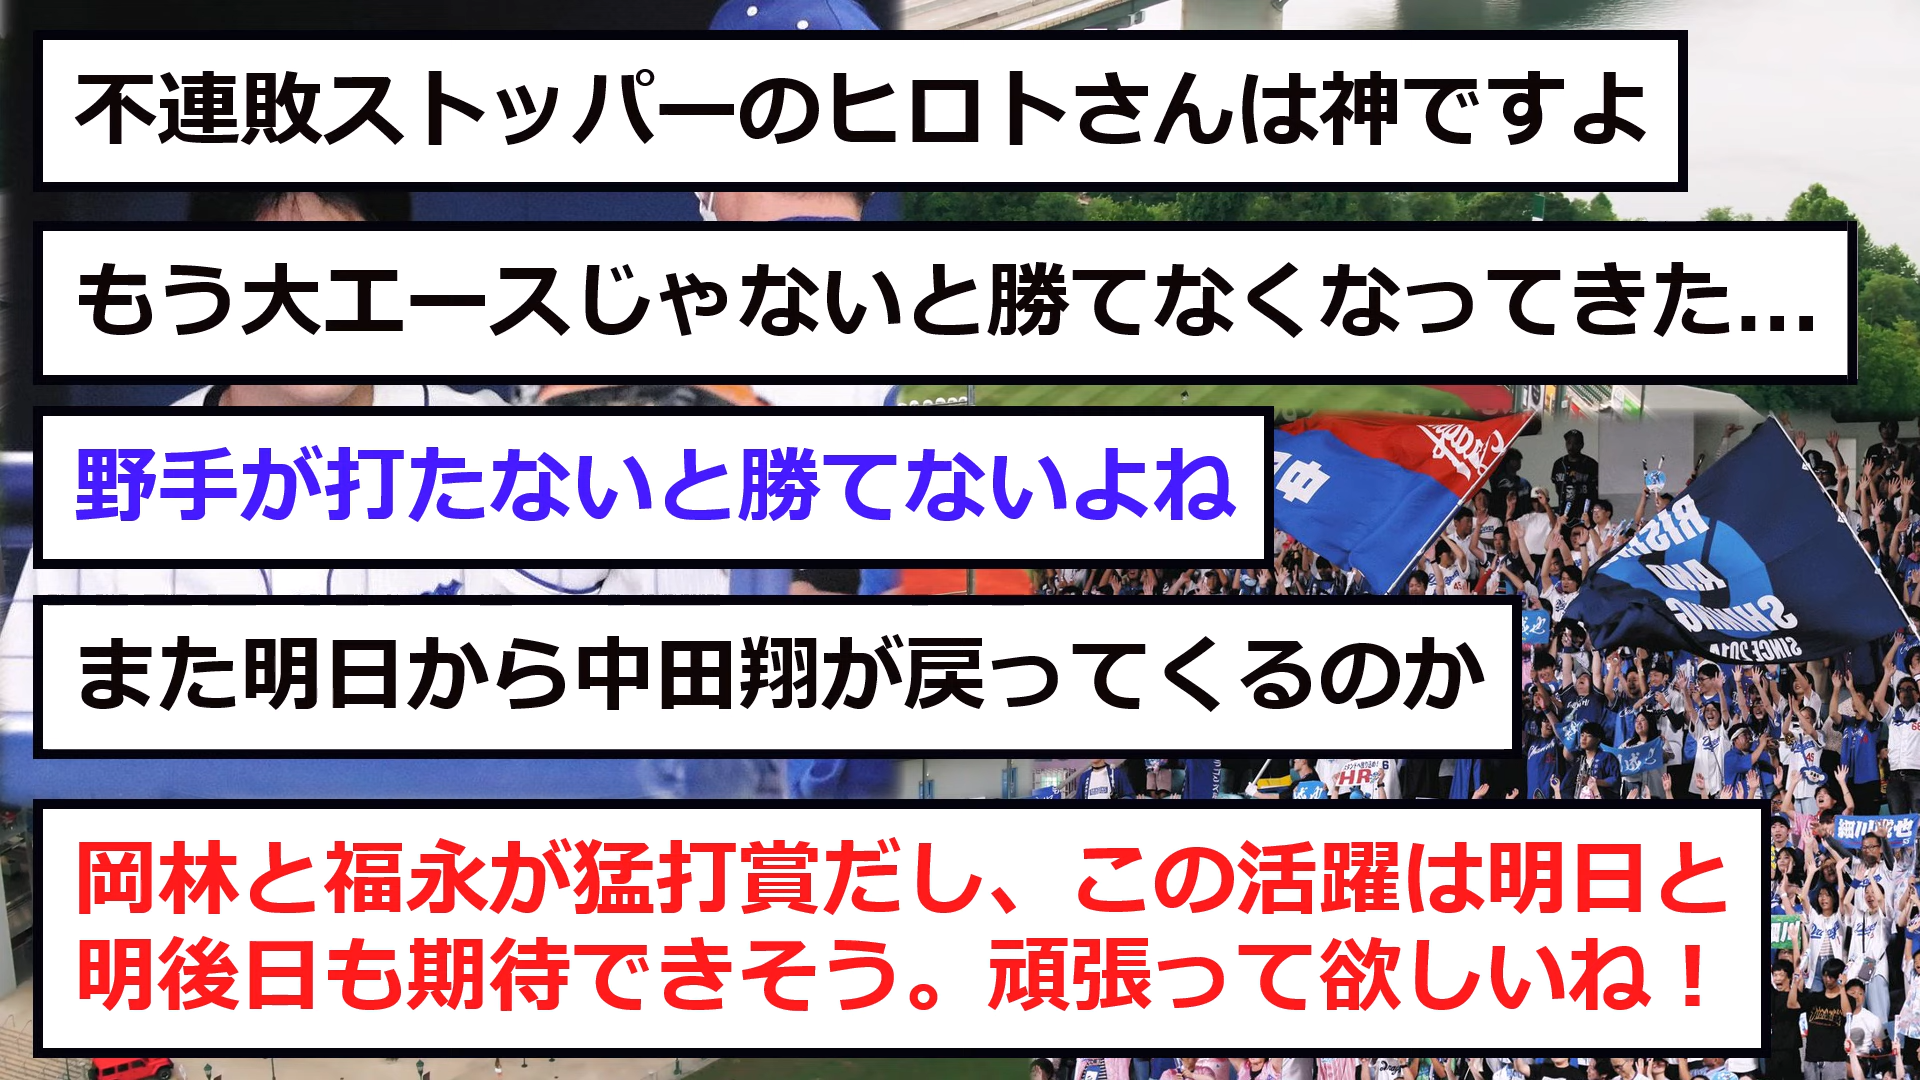 不連敗ストッパーのヒロトさんは神ですよ
もう大エースじゃないと勝てなくなってきた…
野手が打たないと勝てないよね
また明日から中田翔が戻ってくるのか
岡林と福永が猛打賞だし、この活躍は明日と
明後日も期待できそう。頑張って欲しいね！
RISING
AND
SHINING
HR